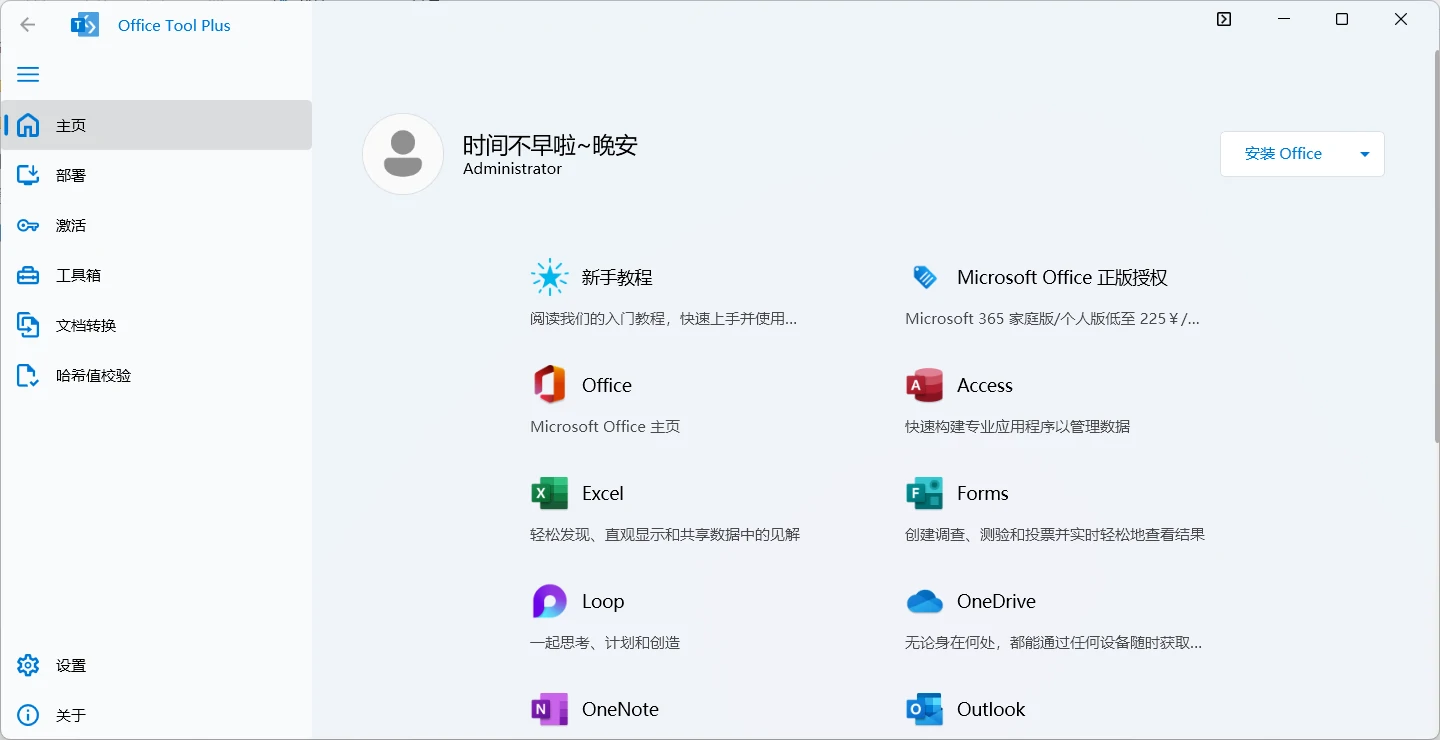 Office Tool Plus
主页
部署
激活
工具箱
文档转换
哈希值校验
设置
关于
时间不早啦~晚安
Administrator
安装 Office
新手教程
阅读我们的入门教程，快速上手并使用...
Microsoft Office 正版授权
Microsoft 365 家庭版/个人版低至 225￥/...
Office
Microsoft Office 主页
Access
快速构建专业应用程序以管理数据
Excel
轻松发现、直观显示和共享数据中的见解
Forms
创建调查、测验和投票并实时轻松地查看结果
Loop
一起思考、计划和创造
OneDrive
无论身在何处，都能通过任何设备随时获取...
OneNote
Outlook